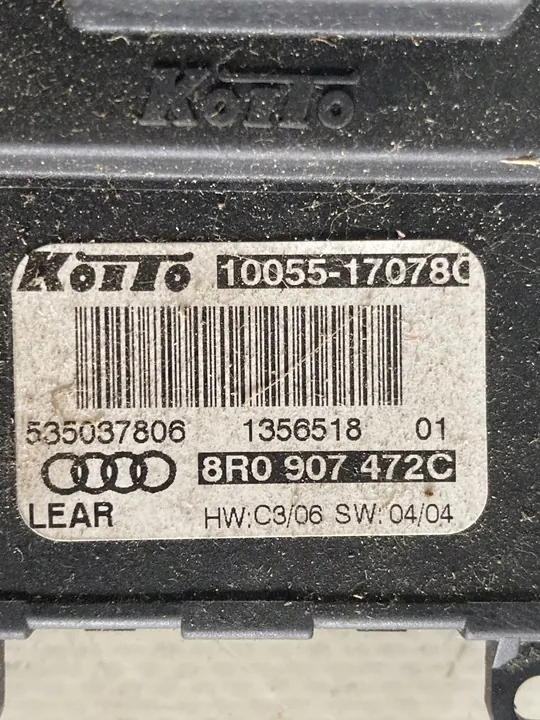 KOITO
KOITO 10055-17078C
535037806 1356518 01
8R0 907 472C
LEAR HW:C3/06 SW:04/04